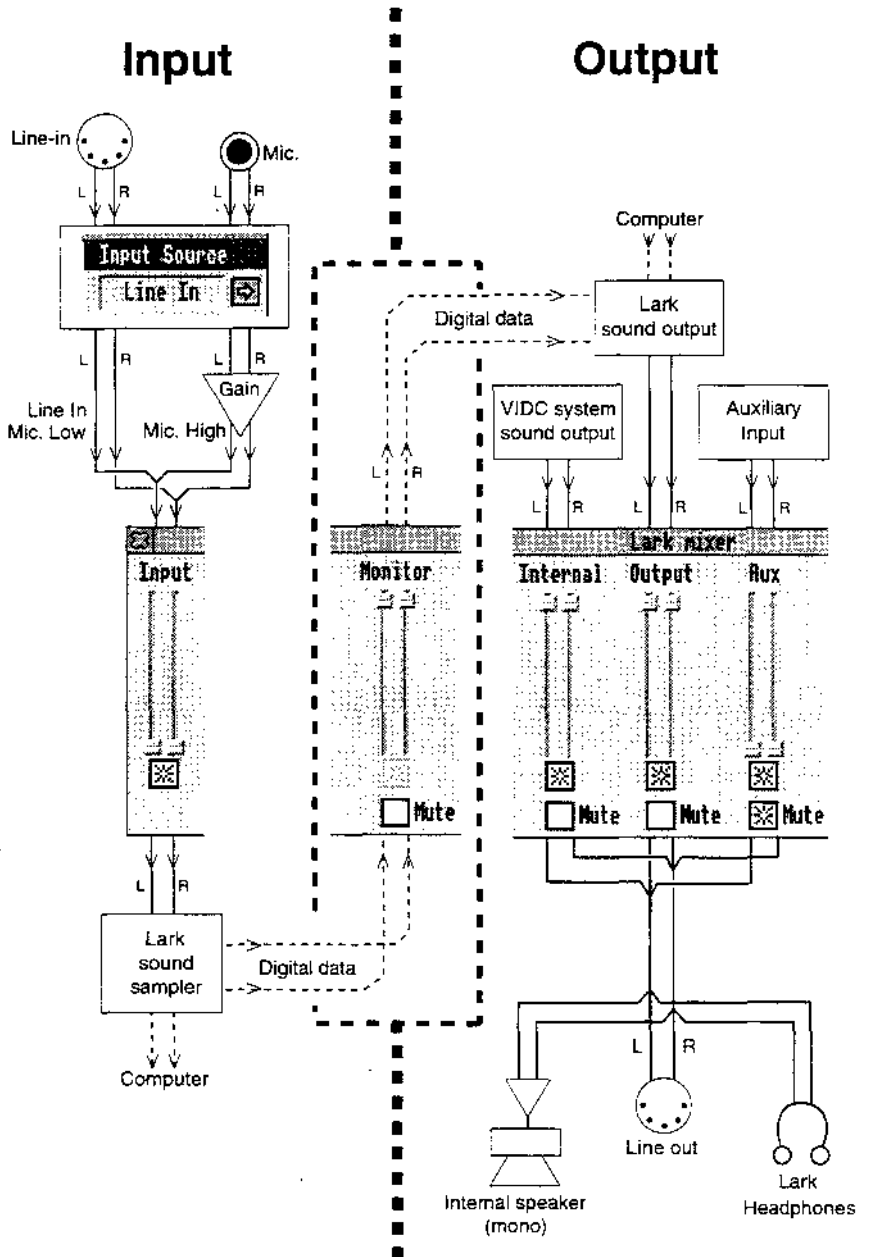 Input
Output
Line-in
Mic.
L
R
L
R
Input Source
Line In
L
R
L
R
Gain
Line In
Mic. Low
Mic. High
Input
L
R
Lark
sound
sampler
Computer
Digital data
Monitor
Mute
L
R
Digital data
Computer
Lark
sound output
VIDC system
sound output
Auxiliary
Input
L
R
L
R
L
R
Lark mixer
Internal
Output
Aux
Mute
Mute
Mute
L
R
Internal speaker
(mono)
Line out
Lark
Headphones